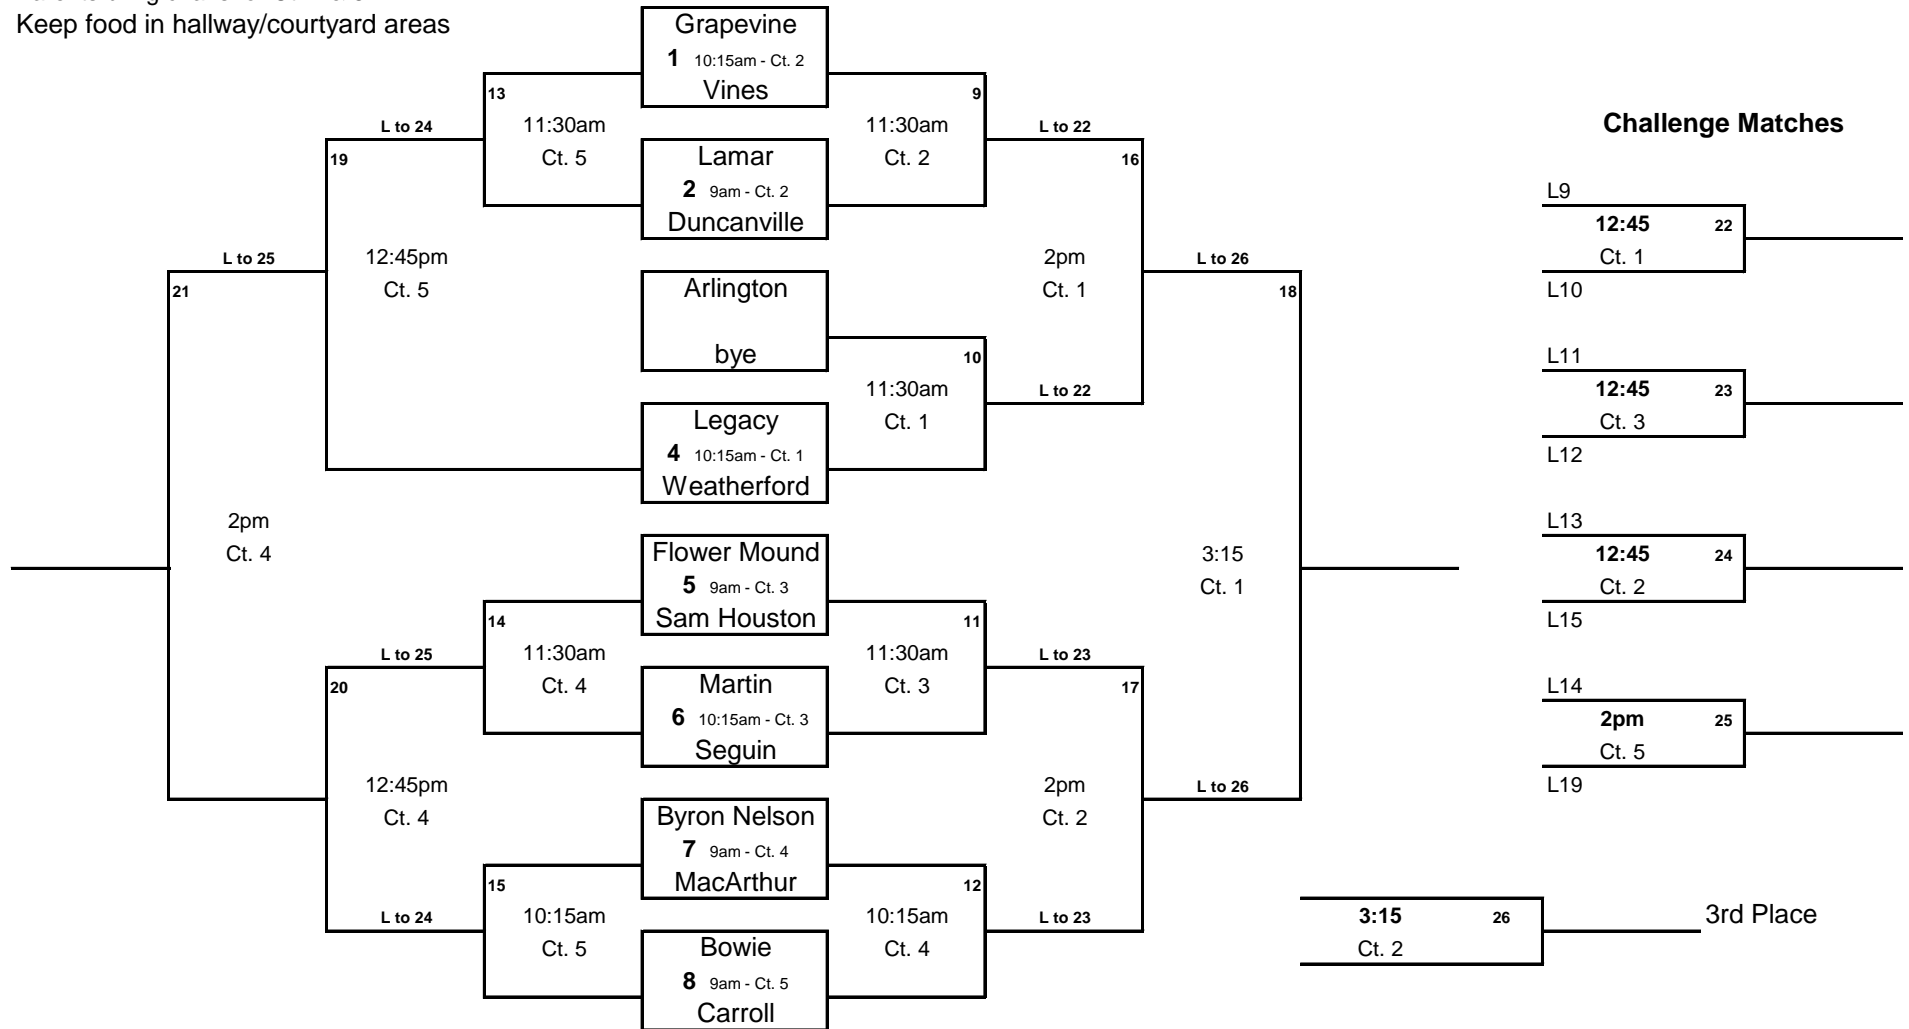 Keep food in hallway/courtyard areas
Grapevine
1 10:15am - Ct. 2
Vines
13
9
L to 24
11:30am
Ct. 5
11:30am
Ct. 2
L to 22
Challenge Matches
19
Lamar
2 9am - Ct. 2
Duncanville
16
L9
12:45 22
Ct. 1
L10
L to 25
12:45pm
Ct. 5
2pm
Ct. 1
L to 26
21
Arlington
bye
18
10
11:30am
Ct. 1
L to 22
L11
12:45 23
Ct. 3
L12
Legacy
4 10:15am - Ct. 1
Weatherford
2pm
Ct. 4
Flower Mound
5 9am - Ct. 3
Sam Houston
3:15
Ct. 1
L13
12:45 24
Ct. 2
L15
14
11
L to 25
11:30am
Ct. 4
11:30am
Ct. 3
L to 23
20
Martin
6 10:15am - Ct. 3
Seguin
17
L14
2pm 25
Ct. 5
L19
12:45pm
Ct. 4
2pm
Ct. 2
L to 26
Byron Nelson
7 9am - Ct. 4
MacArthur
15
12
L to 24
10:15am
Ct. 5
10:15am
Ct. 4
L to 23
3:15 26
Ct. 2
3rd Place
Bowie
8 9am - Ct. 5
Carroll